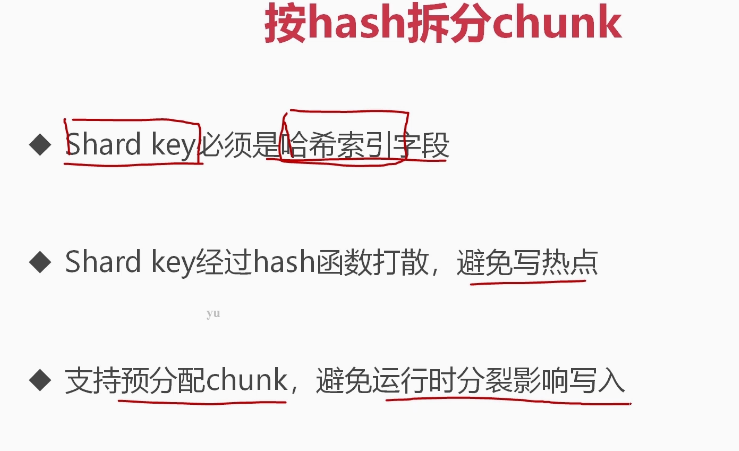 按hash拆分chunk
◆ Shard key必须是哈希索引字段
◆ Shard key经过hash函数打散，避免写热点
yu
◆ 支持预分配chunk，避免运行时分裂影响写入